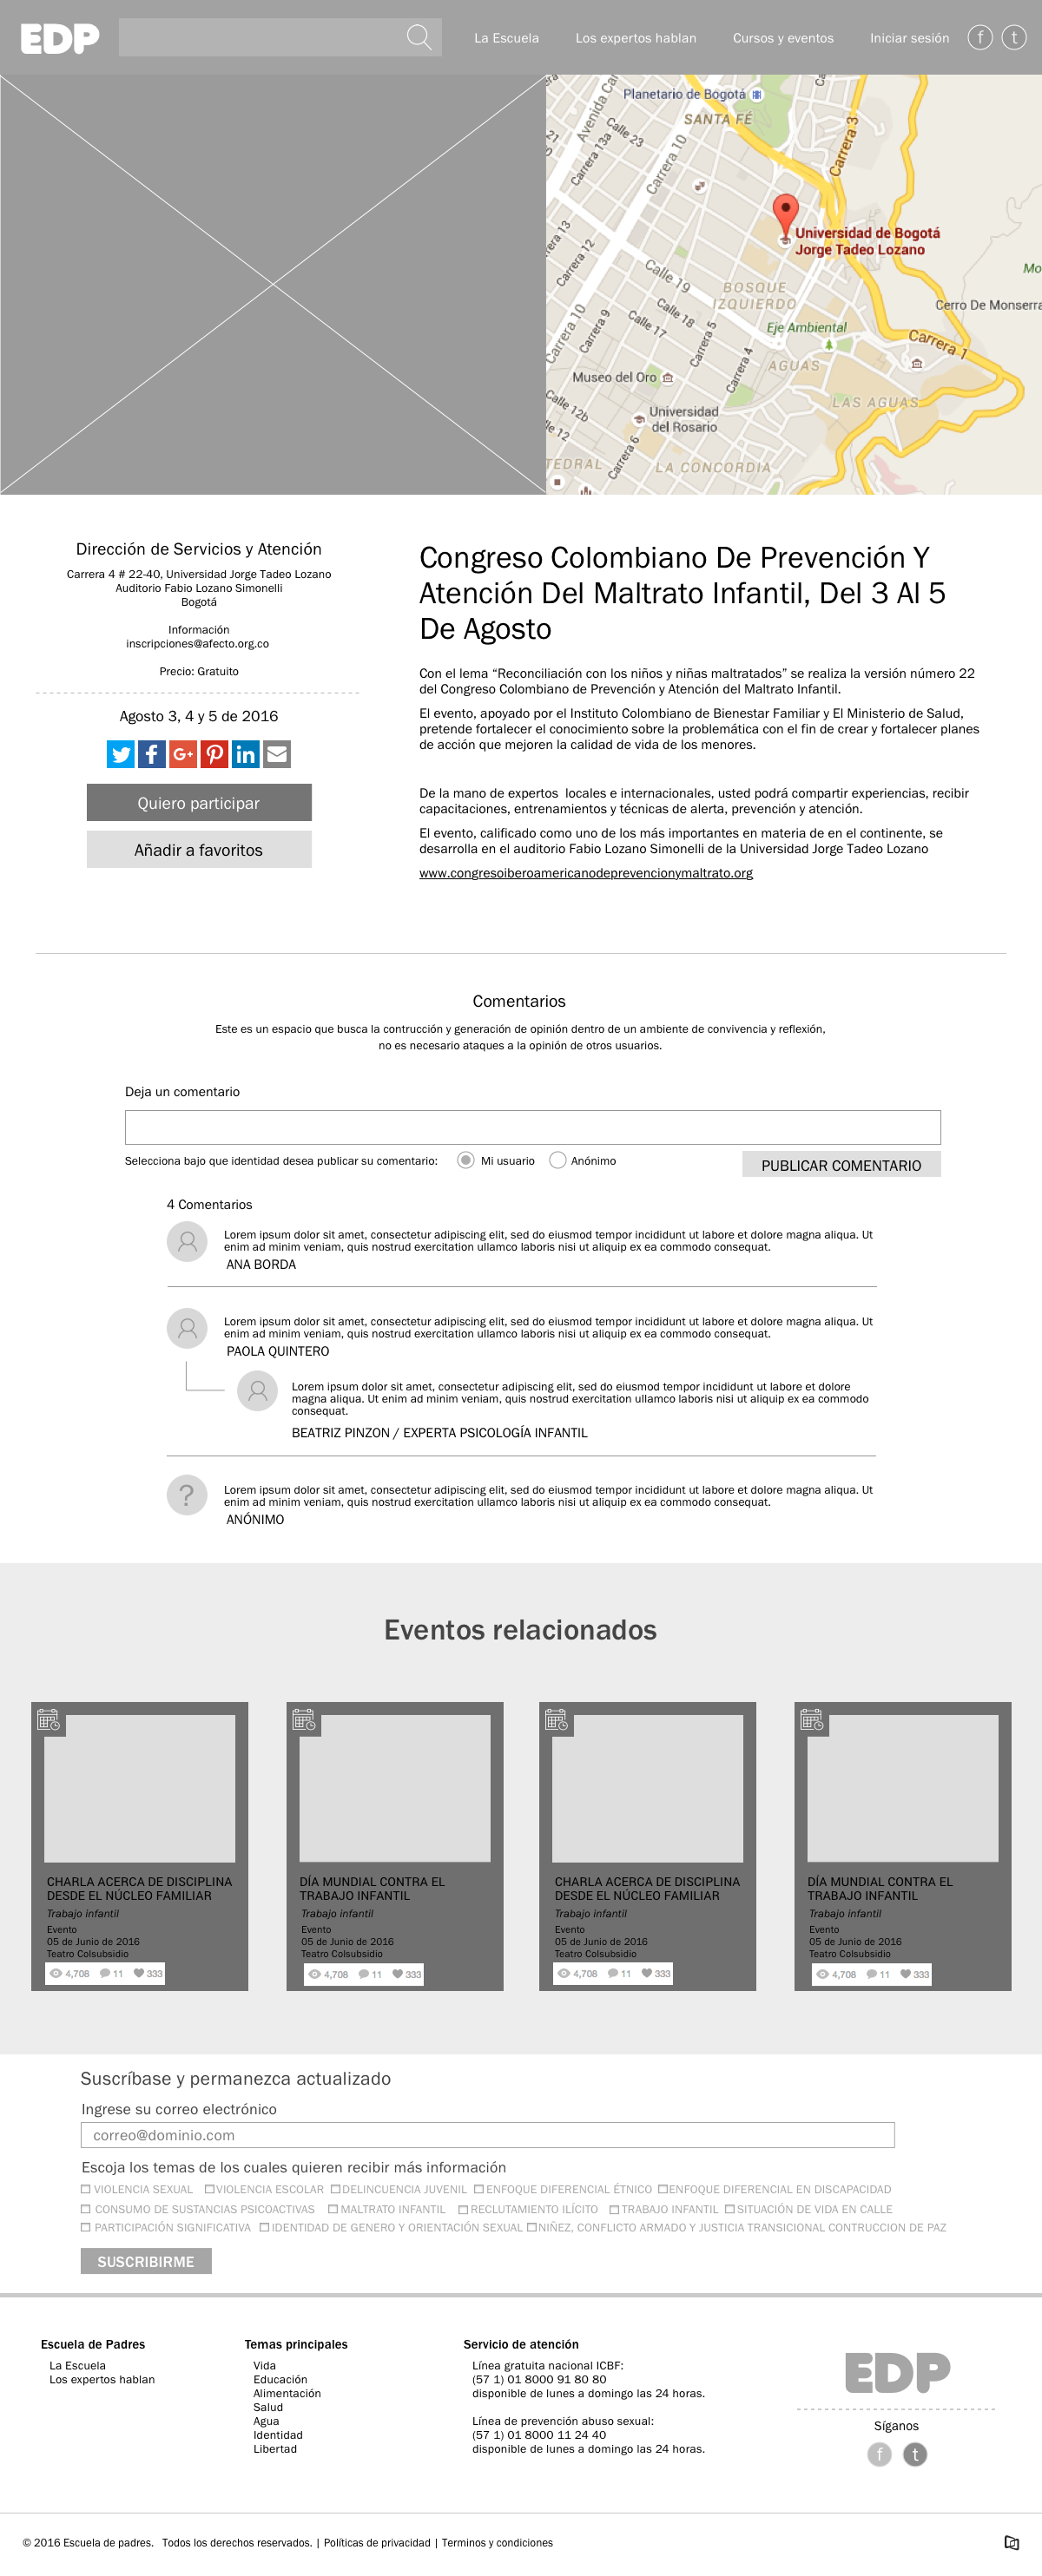 EDP
La Escuela
Los expertos hablan
Cursos y eventos
Iniciar sesión
f
t
Planetario de Bogotá
SANTA FÉ
Avenida Car
Calle 23
Carrera 13a
21
Carrera 10
Carrera 3
Universidad de Bogotá
Jorge Tadeo Lozano
Carrera 13
Carrera 12
Calle 19
BOSQUE
IZQUIERDO
Mo
Cerro De Monserra
Carrera 10
Carrera 9
Calle 18
Calle 17
Carrera 5
Carrera 4
Eje Ambiental
Carrera 1
AGUAS
Museo del Oro
LAS AGUAS
Calle 12b
Universidad
del Rosario
lle 12
Carrera 6
TEDRAL
LA CONCORDIA
Dirección de Servicios y Atención
Carrera 4 # 22-40, Universidad Jorge Tadeo Lozano
Auditorio Fabio Lozano Simonelli
Bogotá
Información
inscripciones@afecto.org.co
Precio: Gratuito
Agosto 3, 4 y 5 de 2016
Quiero participar
Añadir a favoritos
Congreso Colombiano De Prevención Y
Atención Del Maltrato Infantil, Del 3 Al 5
De Agosto
Con el lema “Reconciliación con los niños y niñas maltratados” se realiza la versión número 22
del Congreso Colombiano de Prevención y Atención del Maltrato Infantil.
El evento, apoyado por el Instituto Colombiano de Bienestar Familiar y El Ministerio de Salud,
pretende fortalecer el conocimiento sobre la problemática con el fin de crear y fortalecer planes
de acción que mejoren la calidad de vida de los menores.
De la mano de expertos locales e internacionales, usted podrá compartir experiencias, recibir
capacitaciones, entrenamientos y técnicas de alerta, prevención y atención.
El evento, calificado como uno de los más importantes en materia de en el continente, se
desarrolla en el auditorio Fabio Lozano Simonelli de la Universidad Jorge Tadeo Lozano
www.congresoiberoamericanodeprevencionymaltrato.org
Comentarios
Este es un espacio que busca la contrucción y generación de opinión dentro de un ambiente de convivencia y reflexión,
no es necesario ataques a la opinión de otros usuarios.
Deja un comentario
Selecciona bajo que identidad desea publicar su comentario:
Mi usuario
Anónimo
PUBLICAR COMENTARIO
4 Comentarios
Lorem ipsum dolor sit amet, consectetur adipiscing elit, sed do eiusmod tempor incididunt ut labore et dolore magna aliqua. Ut
enim ad minim veniam, quis nostrud exercitation ullamco laboris nisi ut aliquip ex ea commodo consequat.
ANA BORDA
Lorem ipsum dolor sit amet, consectetur adipiscing elit, sed do eiusmod tempor incididunt ut labore et dolore magna aliqua. Ut
enim ad minim veniam, quis nostrud exercitation ullamco laboris nisi ut aliquip ex ea commodo consequat.
PAOLA QUINTERO
Lorem ipsum dolor sit amet, consectetur adipiscing elit, sed do eiusmod tempor incididunt ut labore et dolore
magna aliqua. Ut enim ad minim veniam, quis nostrud exercitation ullamco laboris nisi ut aliquip ex ea commodo
consequat.
BEATRIZ PINZON / EXPERTA PSICOLOGÍA INFANTIL
?
Lorem ipsum dolor sit amet, consectetur adipiscing elit, sed do eiusmod tempor incididunt ut labore et dolore magna aliqua. Ut
enim ad minim veniam, quis nostrud exercitation ullamco laboris nisi ut aliquip ex ea commodo consequat.
ANÓNIMO
Eventos relacionados
CHARLA ACERCA DE DISCIPLINA
DESDE EL NÚCLEO FAMILIAR
Trabajo infantil
Evento
05 de Junio de 2016
Teatro Colsubsidio
4,708 11 333
DÍA MUNDIAL CONTRA EL
TRABAJO INFANTIL
Trabajo infantil
Evento
05 de Junio de 2016
Teatro Colsubsidio
4,708 11 333
CHARLA ACERCA DE DISCIPLINA
DESDE EL NÚCLEO FAMILIAR
Trabajo infantil
Evento
05 de Junio de 2016
Teatro Colsubsidio
4,708 11 333
DÍA MUNDIAL CONTRA EL
TRABAJO INFANTIL
Trabajo infantil
Evento
05 de Junio de 2016
Teatro Colsubsidio
4,708 11 333
Suscríbase y permanezca actualizado
Ingrese su correo electrónico
correo@dominio.com
Escoja los temas de los cuales quieren recibir más información
VIOLENCIA SEXUAL VIOLENCIA ESCOLAR DELINCUENCIA JUVENIL ENFOQUE DIFERENCIAL ÉTNICO ENFOQUE DIFERENCIAL EN DISCAPACIDAD
CONSUMO DE SUSTANCIAS PSICOACTIVAS MALTRATO INFANTIL RECLUTAMIENTO ILÍCITO TRABAJO INFANTIL SITUACIÓN DE VIDA EN CALLE
PARTICIPACIÓN SIGNIFICATIVA IDENTIDAD DE GENERO Y ORIENTACIÓN SEXUAL NIÑEZ, CONFLICTO ARMADO Y JUSTICIA TRANSICIONAL CONTRUCCION DE PAZ
SUSCRIBIRME
Escuela de Padres
La Escuela
Los expertos hablan
Temas principales
Vida
Educación
Alimentación
Salud
Agua
Identidad
Libertad
Servicio de atención
Línea gratuita nacional ICBF:
(57 1) 01 8000 91 80 80
disponible de lunes a domingo las 24 horas.
Línea de prevención abuso sexual:
(57 1) 01 8000 11 24 40
disponible de lunes a domingo las 24 horas.
EDP
Síganos
f
t
© 2016 Escuela de padres. Todos los derechos reservados. | Políticas de privacidad | Terminos y condiciones